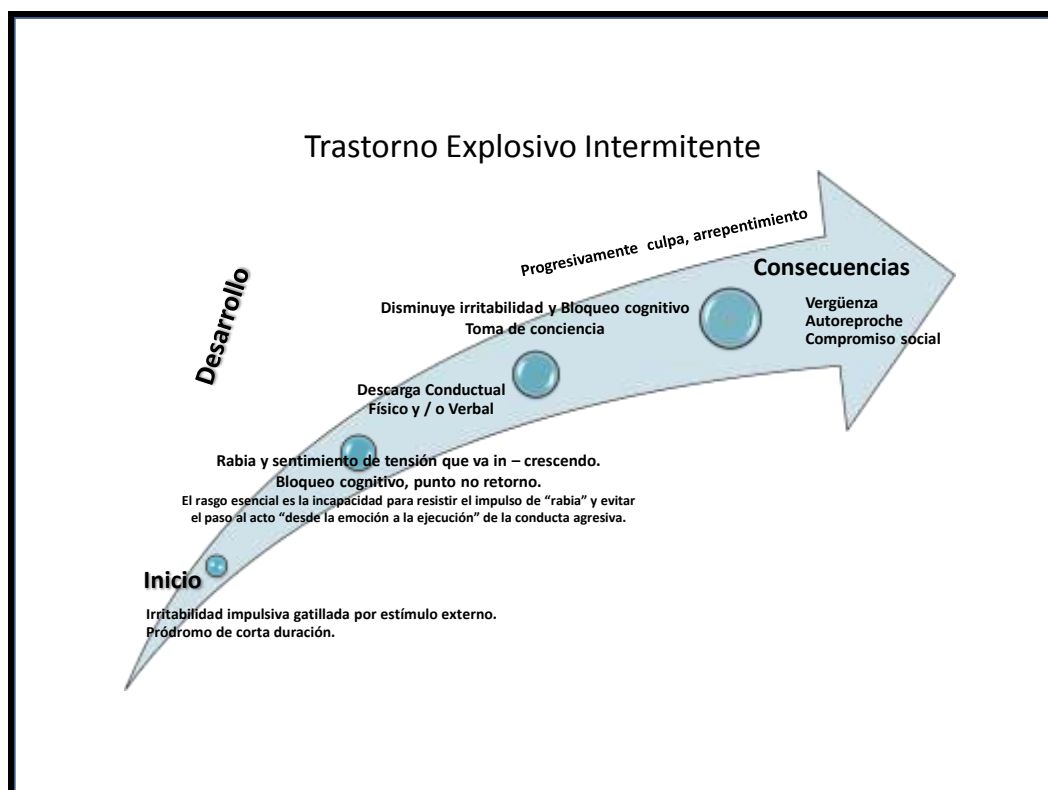 Trastorno Explosivo Intermitente
Desarrollo
Progresivamente culpa, arrepentimiento
Consecuencias
Vergüenza
Autoreproche
Compromiso social
Disminuye irritabilidad y Bloqueo cognitivo
Toma de conciencia
Descarga Conductual
Físico y / o Verbal
Rabia y sentimiento de tensión que va in – crescendo.
Bloqueo cognitivo, punto no retorno.
El rasgo esencial es la incapacidad para resistir el impulso de “rabia” y evitar
el paso al acto “desde la emoción a la ejecución” de la conducta agresiva.
Inicio
Irritabilidad impulsiva gatillada por estímulo externo.
Pródromo de corta duración.